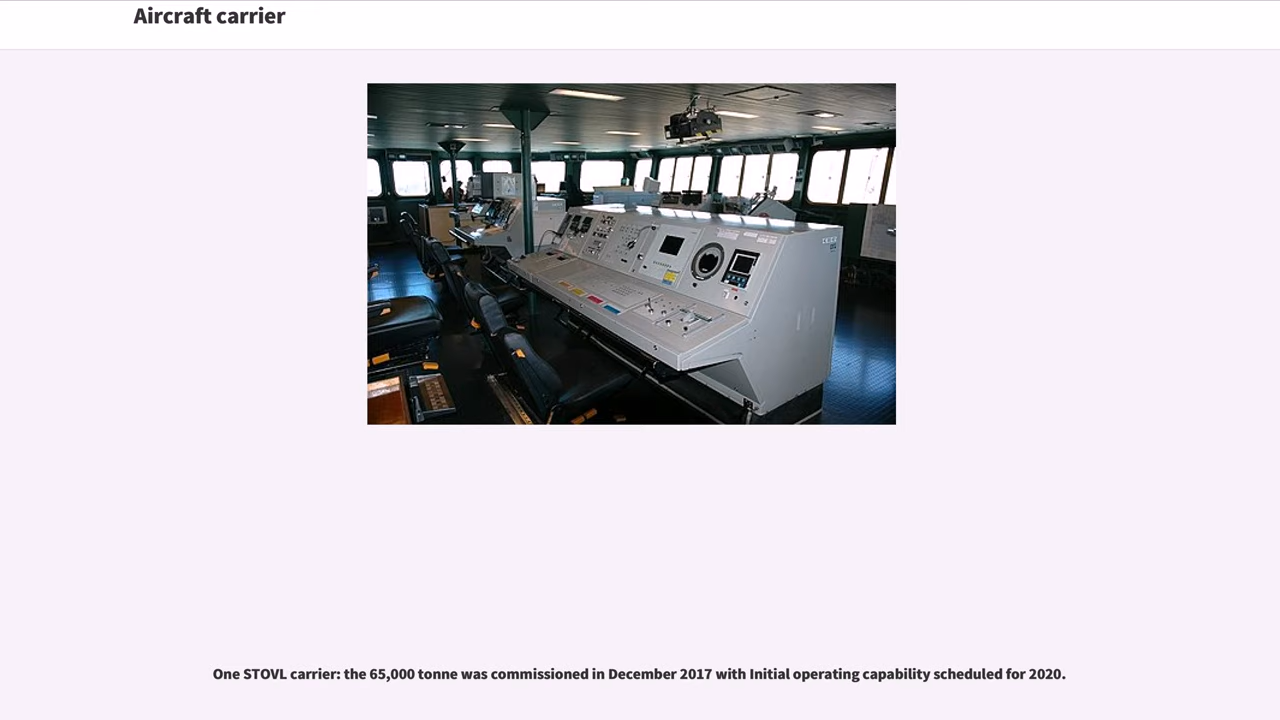 Aircraft carrier
One STOVL carrier: the 65,000 tonne was commissioned in December 2017 with Initial operating capability scheduled for 2020.